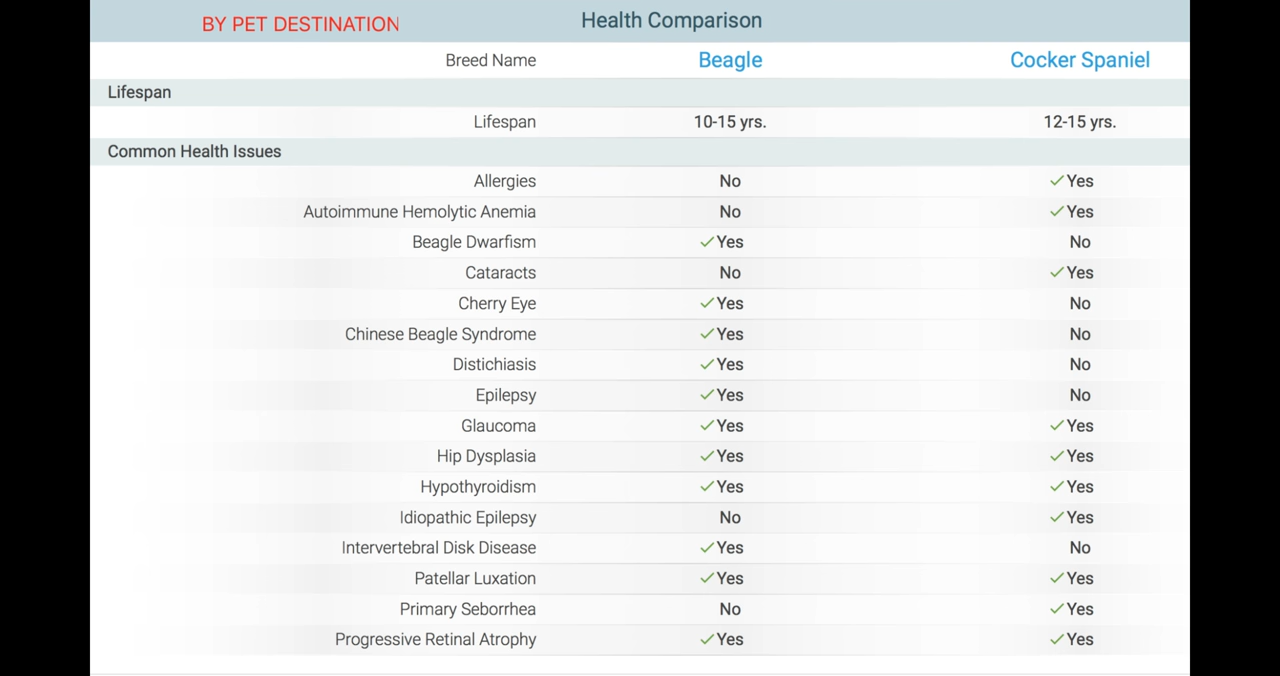 BY PET DESTINATION Health Comparison
Breed Name Beagle Cocker Spaniel
Lifespan
Lifespan 10-15 yrs. 12-15 yrs.
Common Health Issues
Allergies No Yes
Autoimmune Hemolytic Anemia No Yes
Beagle Dwarfism Yes No
Cataracts No Yes
Cherry Eye Yes No
Chinese Beagle Syndrome Yes No
Distichiasis Yes No
Epilepsy Yes No
Glaucoma Yes Yes
Hip Dysplasia Yes Yes
Hypothyroidism Yes Yes
Idiopathic Epilepsy No Yes
Intervertebral Disk Disease Yes No
Patellar Luxation Yes Yes
Primary Seborrhea No Yes
Progressive Retinal Atrophy Yes Yes